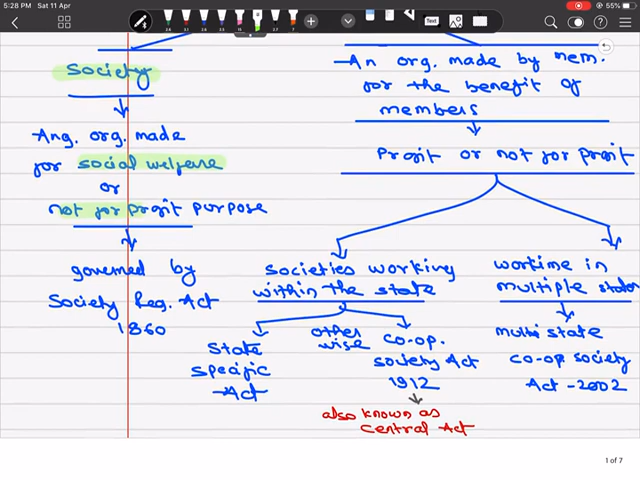 5:28 PM Sat 11 Apr
55%
Text
Society
Ang. org. made
for social welfare
or
not for profit purpose
governed by
Society Reg. Act
1860
An org. made by mem.
for the benefit of
members
Profit or not for profit
Societies working
within the state
State
specific
Act
other
wise
co-op.
society Act
1912
also known as
Central Act
workime in
multiple states
multi state
co-op society
Act - 2002
1 of 7